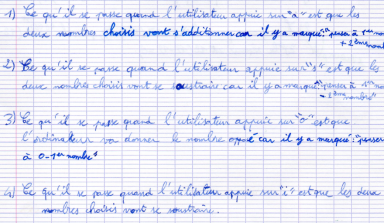 1) Ce qu'il se passe quand l'utilisateur appuie sur "a" est que les
deux nombres choisis vont s'additionner car il y a marqué: "penser à 1er nombre
+ 2ème nombre"
2) Ce qu'il se passe quand l'utilisateur appuie sur "s" est que les
deux nombres choisis vont se soustraire car il y a marqué: "penser à 1er nombre
- 2ème nombre"
3) Ce qu'il se passe quand l'utilisateur appuie sur "o" est que
l'ordinateur va donner le nombre opposé car il y a marqué: "penser
à 0-1er nombre"
4) Ce qu'il se passe quand l'utilisateur appuie sur "i" est que les deux
nombres choisis vont se soustraire.